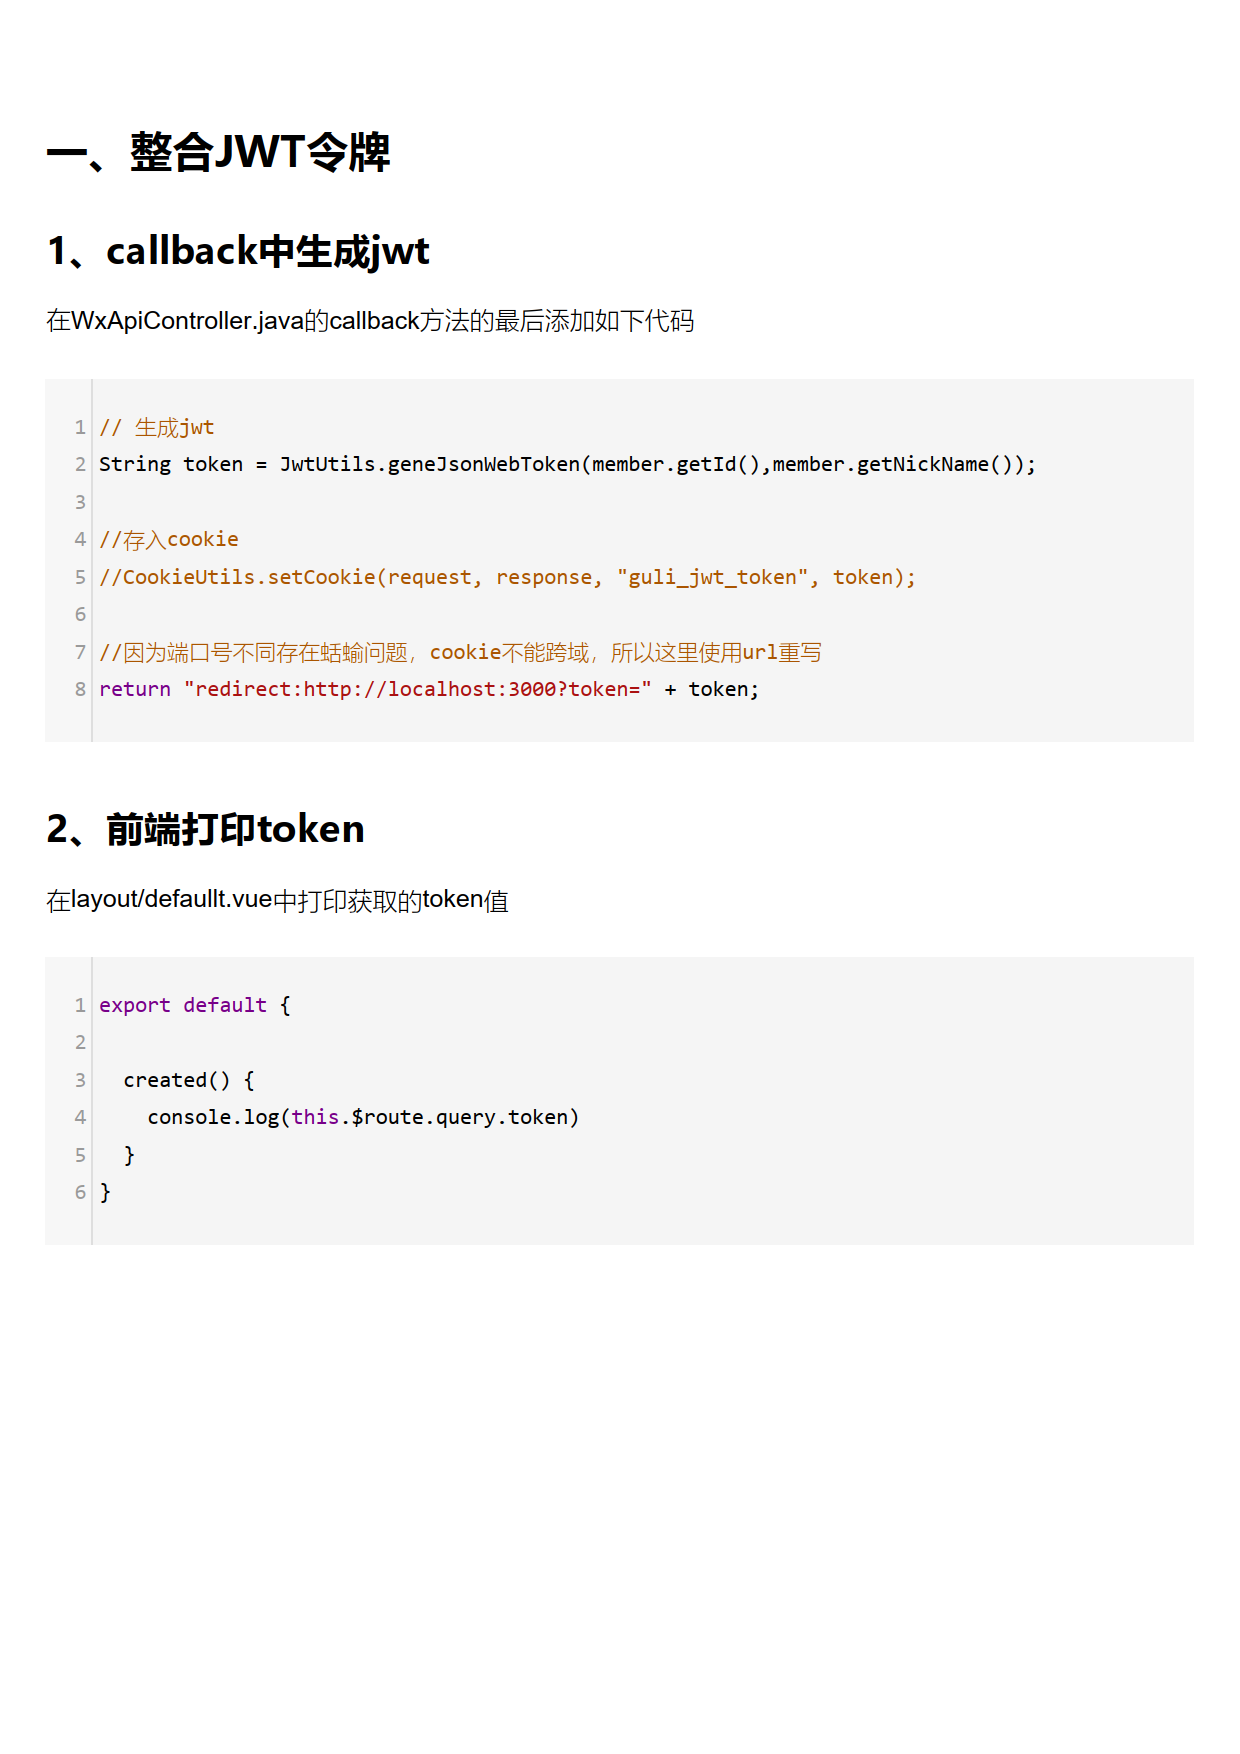 一、整合JWT令牌
1、callback中生成jwt
在WxApiController.java的callback方法的最后添加如下代码
1 // 生成jwt
2 String token = JwtUtils.geneJsonWebToken(member.getId(),member.getNickName());
3
4 //存入cookie
5 //CookieUtils.setCookie(request, response, "guli_jwt_token", token);
6
7 //因为端口号不同存在蛞蝓问题，cookie不能跨域，所以这里使用url重写
8 return "redirect:http://localhost:3000?token=" + token;
2、前端打印token
在layout/defaullt.vue中打印获取的token值
1 export default {
2
3   created() {
4     console.log(this.$route.query.token)
5   }
6 }